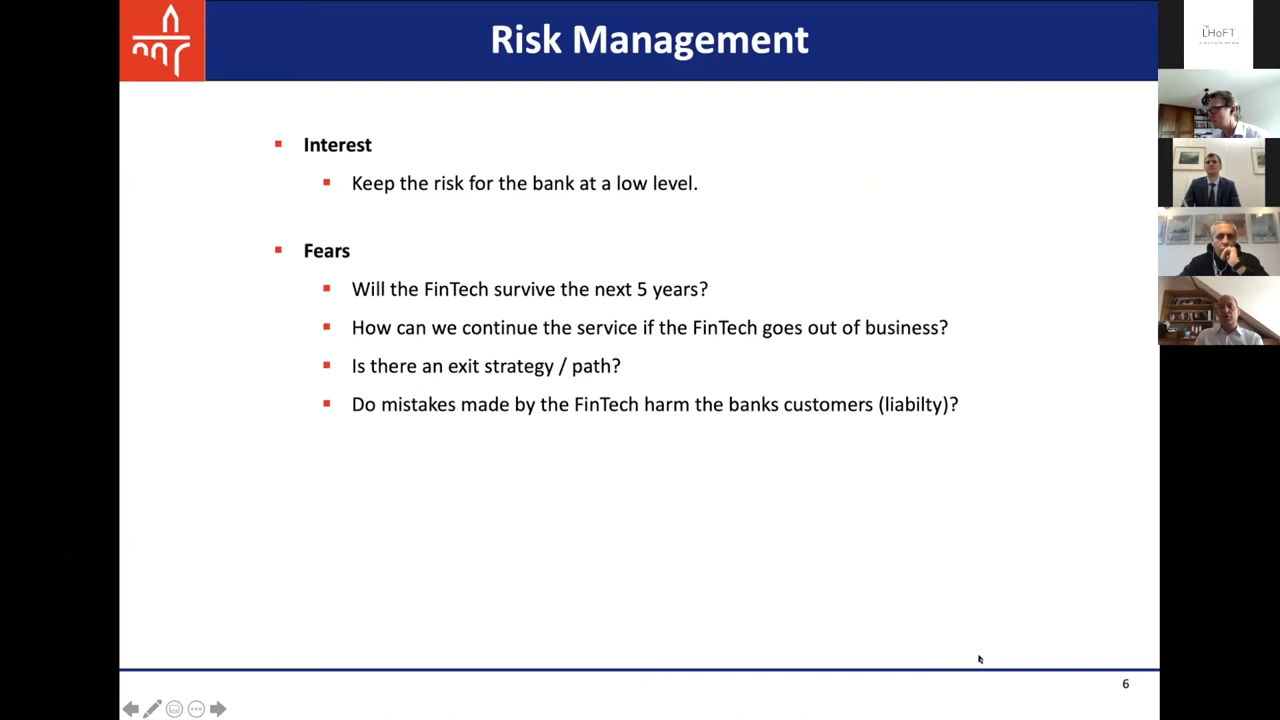 Risk Management
Interest
Keep the risk for the bank at a low level.
Fears
Will the FinTech survive the next 5 years?
How can we continue the service if the FinTech goes out of business?
Is there an exit strategy / path?
Do mistakes made by the FinTech harm the banks customers (liabilty)?
6
LHoFT